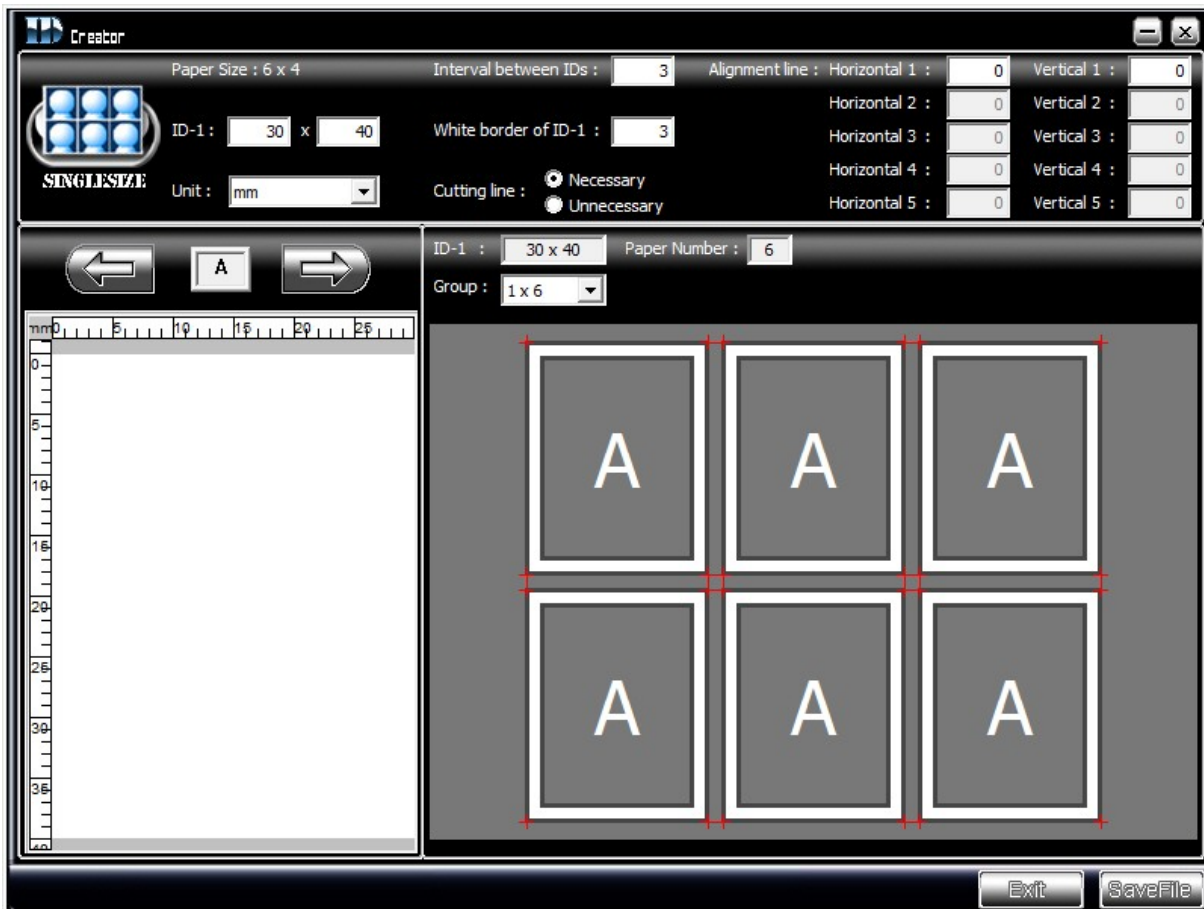 ID Creator
Paper Size : 6 x 4
Interval between IDs : 3
Alignment line : Horizontal 1 : 0 Vertical 1 : 0
Horizontal 2 : 0 Vertical 2 : 0
ID-1 : 30 x 40
White border of ID-1 : 3
Horizontal 3 : 0 Vertical 3 : 0
SINGLESIZE
Unit : mm
Cutting line : Necessary
Unnecessary
Horizontal 4 : 0 Vertical 4 : 0
Horizontal 5 : 0 Vertical 5 : 0
A
ID-1 : 30 x 40 Paper Number : 6
Group : 1 x 6
mm 0 5 10 15 20 25
0
5
10
15
20
25
30
35
40
A A A
A A A
Exit SaveFile